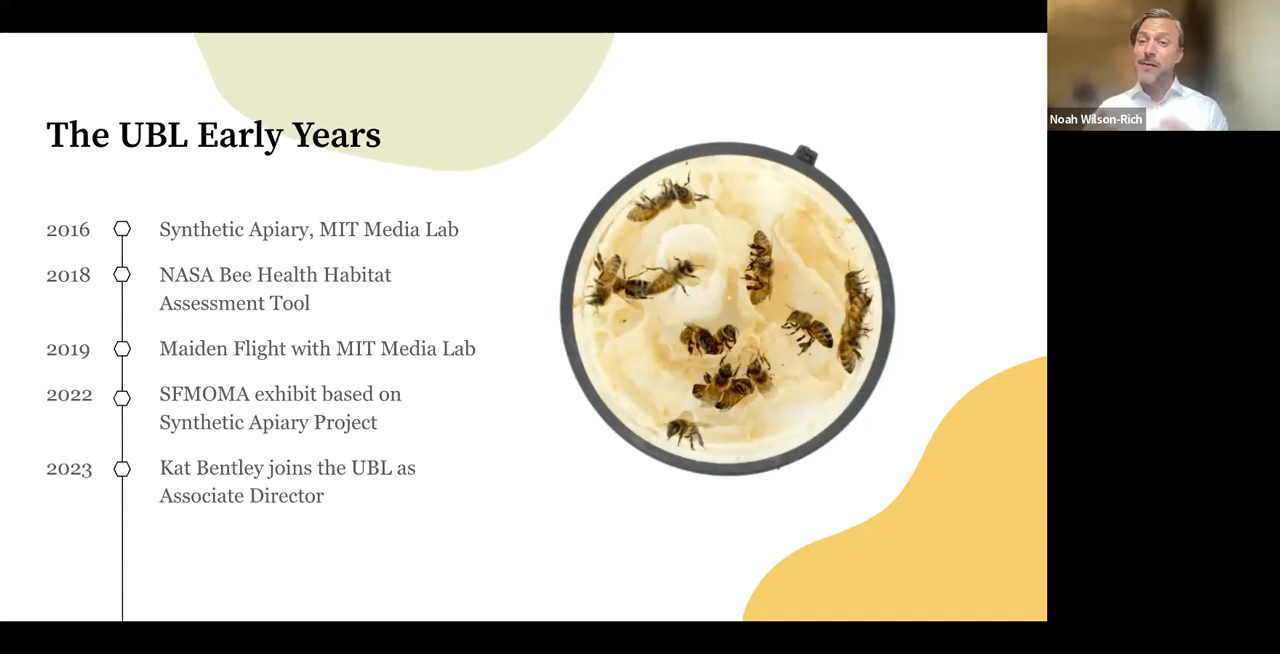 The UBL Early Years
2016 Synthetic Apiary, MIT Media Lab
2018 NASA Bee Health Habitat
Assessment Tool
2019 Maiden Flight with MIT Media Lab
2022 SFMOMA exhibit based on
Synthetic Apiary Project
2023 Kat Bentley joins the UBL as
Associate Director
Noah Wilson-Rich